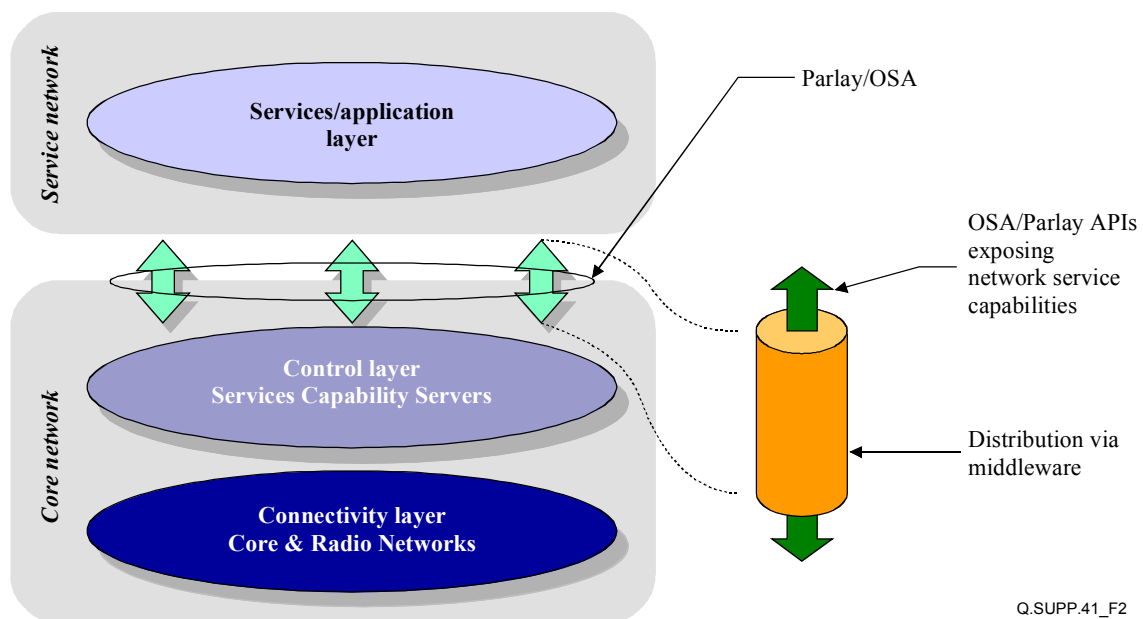 Service network
Services/application
layer
Parlay/OSA
OSA/Parlay APIs
exposing
network service
capabilities
Core network
Control layer
Services Capability Servers
Distribution via
middleware
Connectivity layer
Core & Radio Networks
Q.SUPP.41_F2